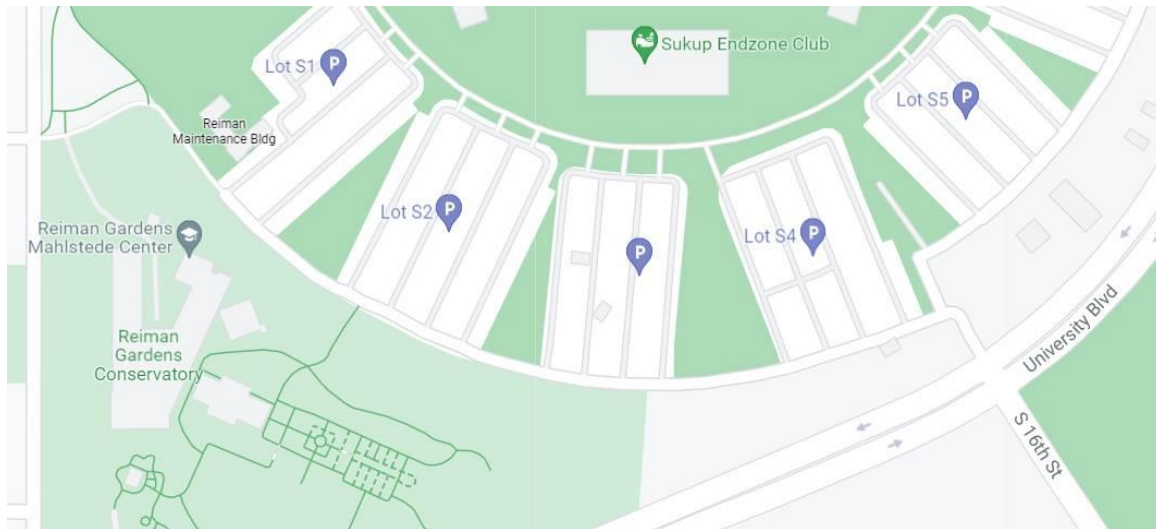 Sukup Endzone Club
Lot S1
P
Lot S5
P
Reiman
Maintenance Bldg
Lot S2
P
Reiman Gardens
Mahlstede Center
P
Lot S4
P
Reiman
Gardens
Conservatory
University Blvd
S 16th St